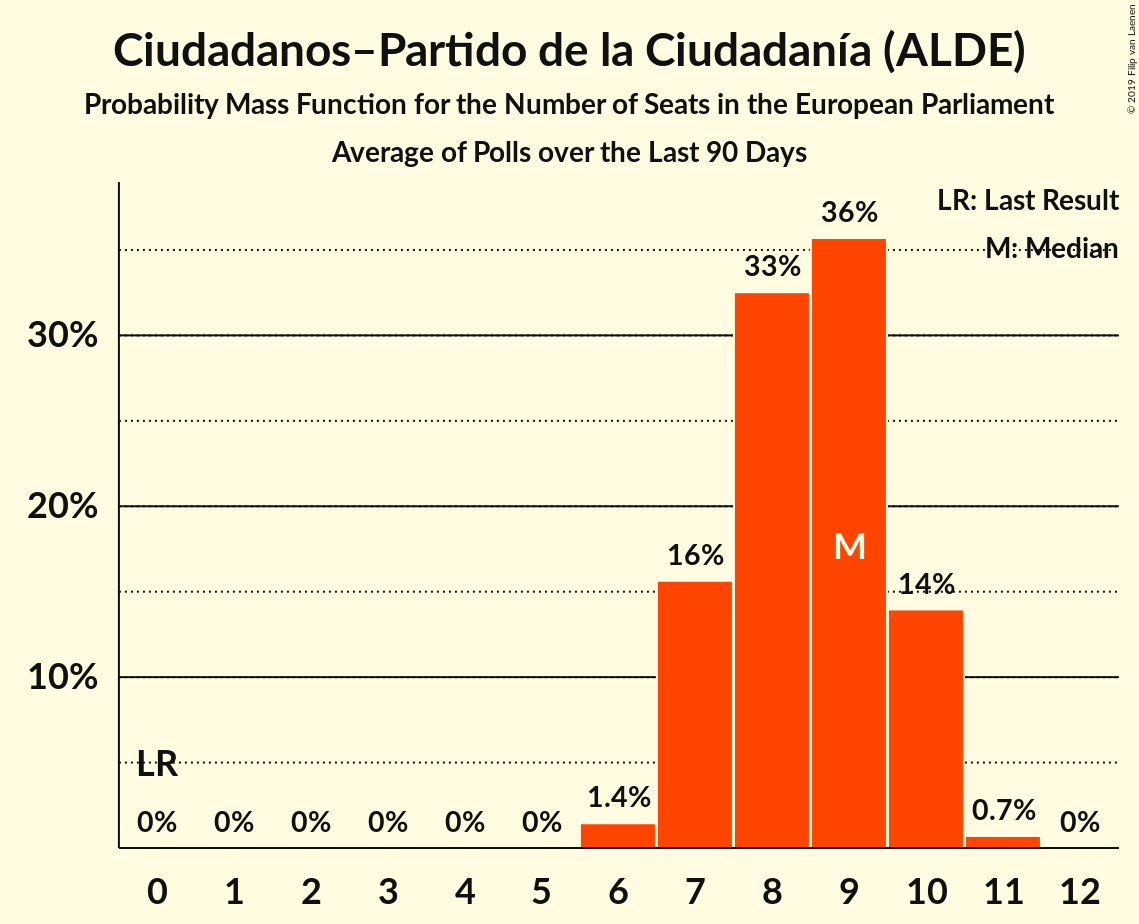 Ciudadanos–Partido de la Ciudadanía (ALDE)
Probability Mass Function for the Number of Seats in the European Parliament
Average of Polls over the Last 90 Days
© 2019 Filip van Laenen
LR: Last Result
M: Median
36%
33%
30%
20%
16%
M
14%
10%
LR
1.4%
0.7%
0% 0% 0% 0% 0% 0% 0%
0 1 2 3 4 5 6 7 8 9 10 11 12